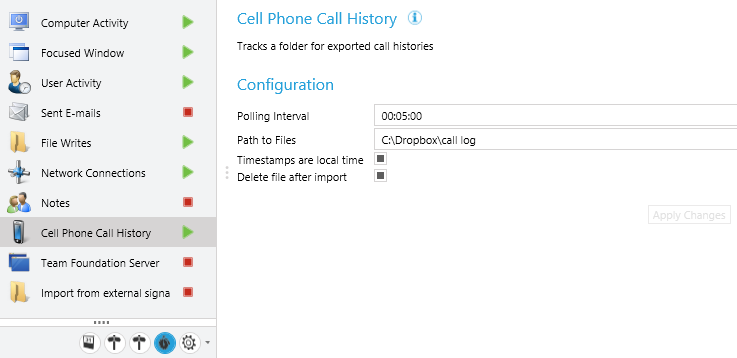 Computer Activity
Focused Window
User Activity
Sent E-mails
File Writes
Network Connections
Notes
Cell Phone Call History
Team Foundation Server
Import from external signa
Cell Phone Call History
Tracks a folder for exported call histories
Configuration
Polling Interval 00:05:00
Path to Files C:\Dropbox\call log
Timestamps are local time
Delete file after import
Apply Changes